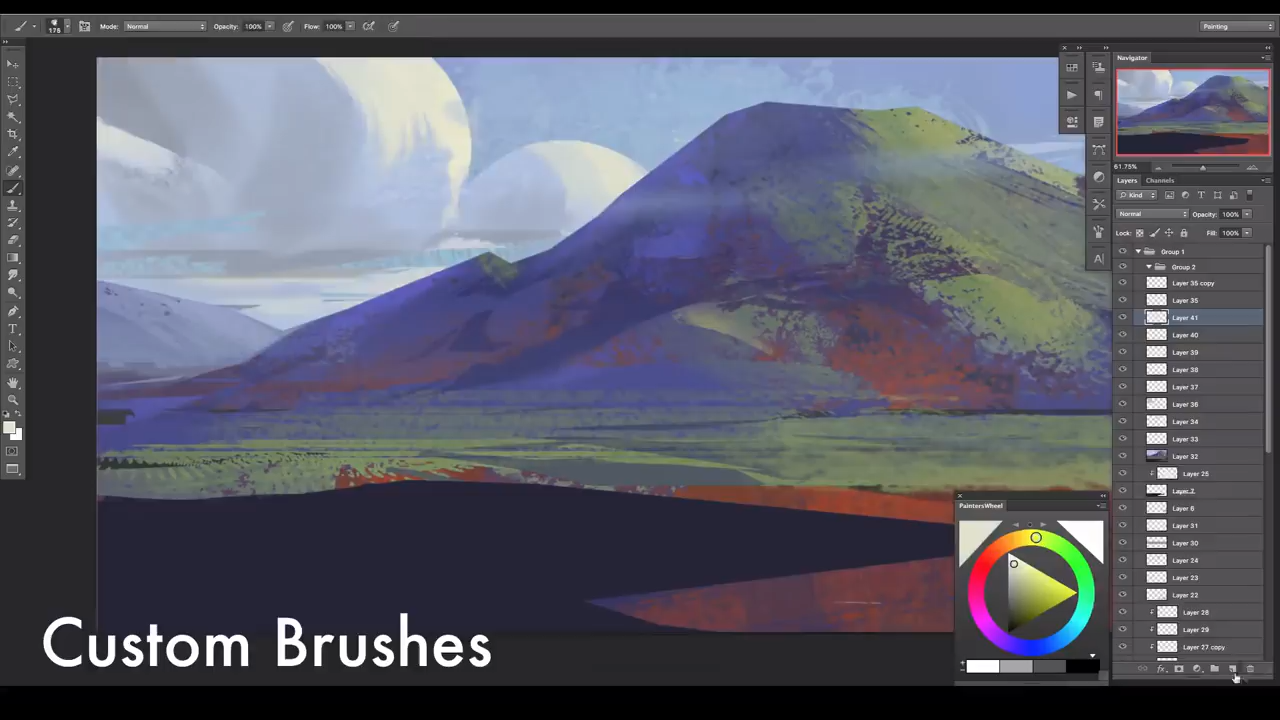 Mode: Normal Opacity: 100% Flow: 100% Painting
175
Navigator
61.75%
Layers Channels
Kind
Normal Opacity: 100%
Lock: Fill: 100%
Group 1
Group 2
Layer 35 copy
Layer 35
Layer 41
Layer 40
Layer 39
Layer 38
Layer 37
Layer 36
Layer 34
Layer 33
Layer 32
Layer 25
Layer 7
Layer 6
Layer 31
Layer 30
Layer 24
Layer 23
Layer 22
Layer 28
Layer 29
Layer 27 copy
PaintersWheel
Custom Brushes